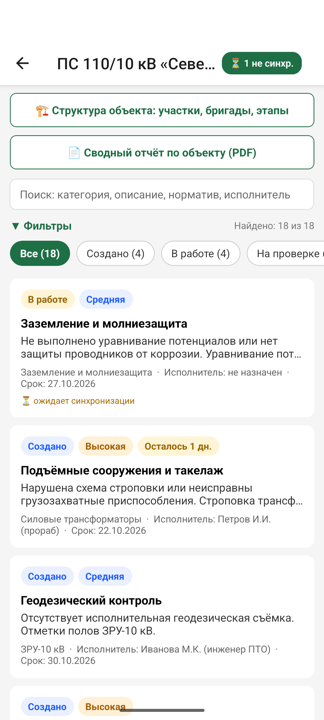 ПС 110/10 кВ «Севе...
⏳ 1 не синхр.
🏗️ Структура объекта: участки, бригады, этапы
📄 Сводный отчёт по объекту (PDF)
Поиск: категория, описание, норматив, исполнитель
▼ Фильтры
Найдено: 18 из 18
Все (18)
Создано (4)
В работе (4)
На проверке (
В работе
Средняя
Заземление и молниезащита
Не выполнено уравнивание потенциалов или нет
защиты проводников от коррозии. Уравнивание пот...
Заземление и молниезащита · Исполнитель: не назначен ·
Срок: 27.10.2026
⏳ ожидает синхронизации
Создано
Высокая
Осталось 1 дн.
Подъёмные сооружения и такелаж
Нарушена схема строповки или неисправны
грузозахватные приспособления. Строповка трансф...
Силовые трансформаторы · Исполнитель: Петров И.И.
(прораб) · Срок: 22.10.2026
Создано
Средняя
Геодезический контроль
Отсутствует исполнительная геодезическая съёмка.
Отметки полов ЗРУ-10 кВ.
ЗРУ-10 кВ · Исполнитель: Иванова М.К. (инженер ПТО) ·
Срок: 30.10.2026
Создано
Высокая